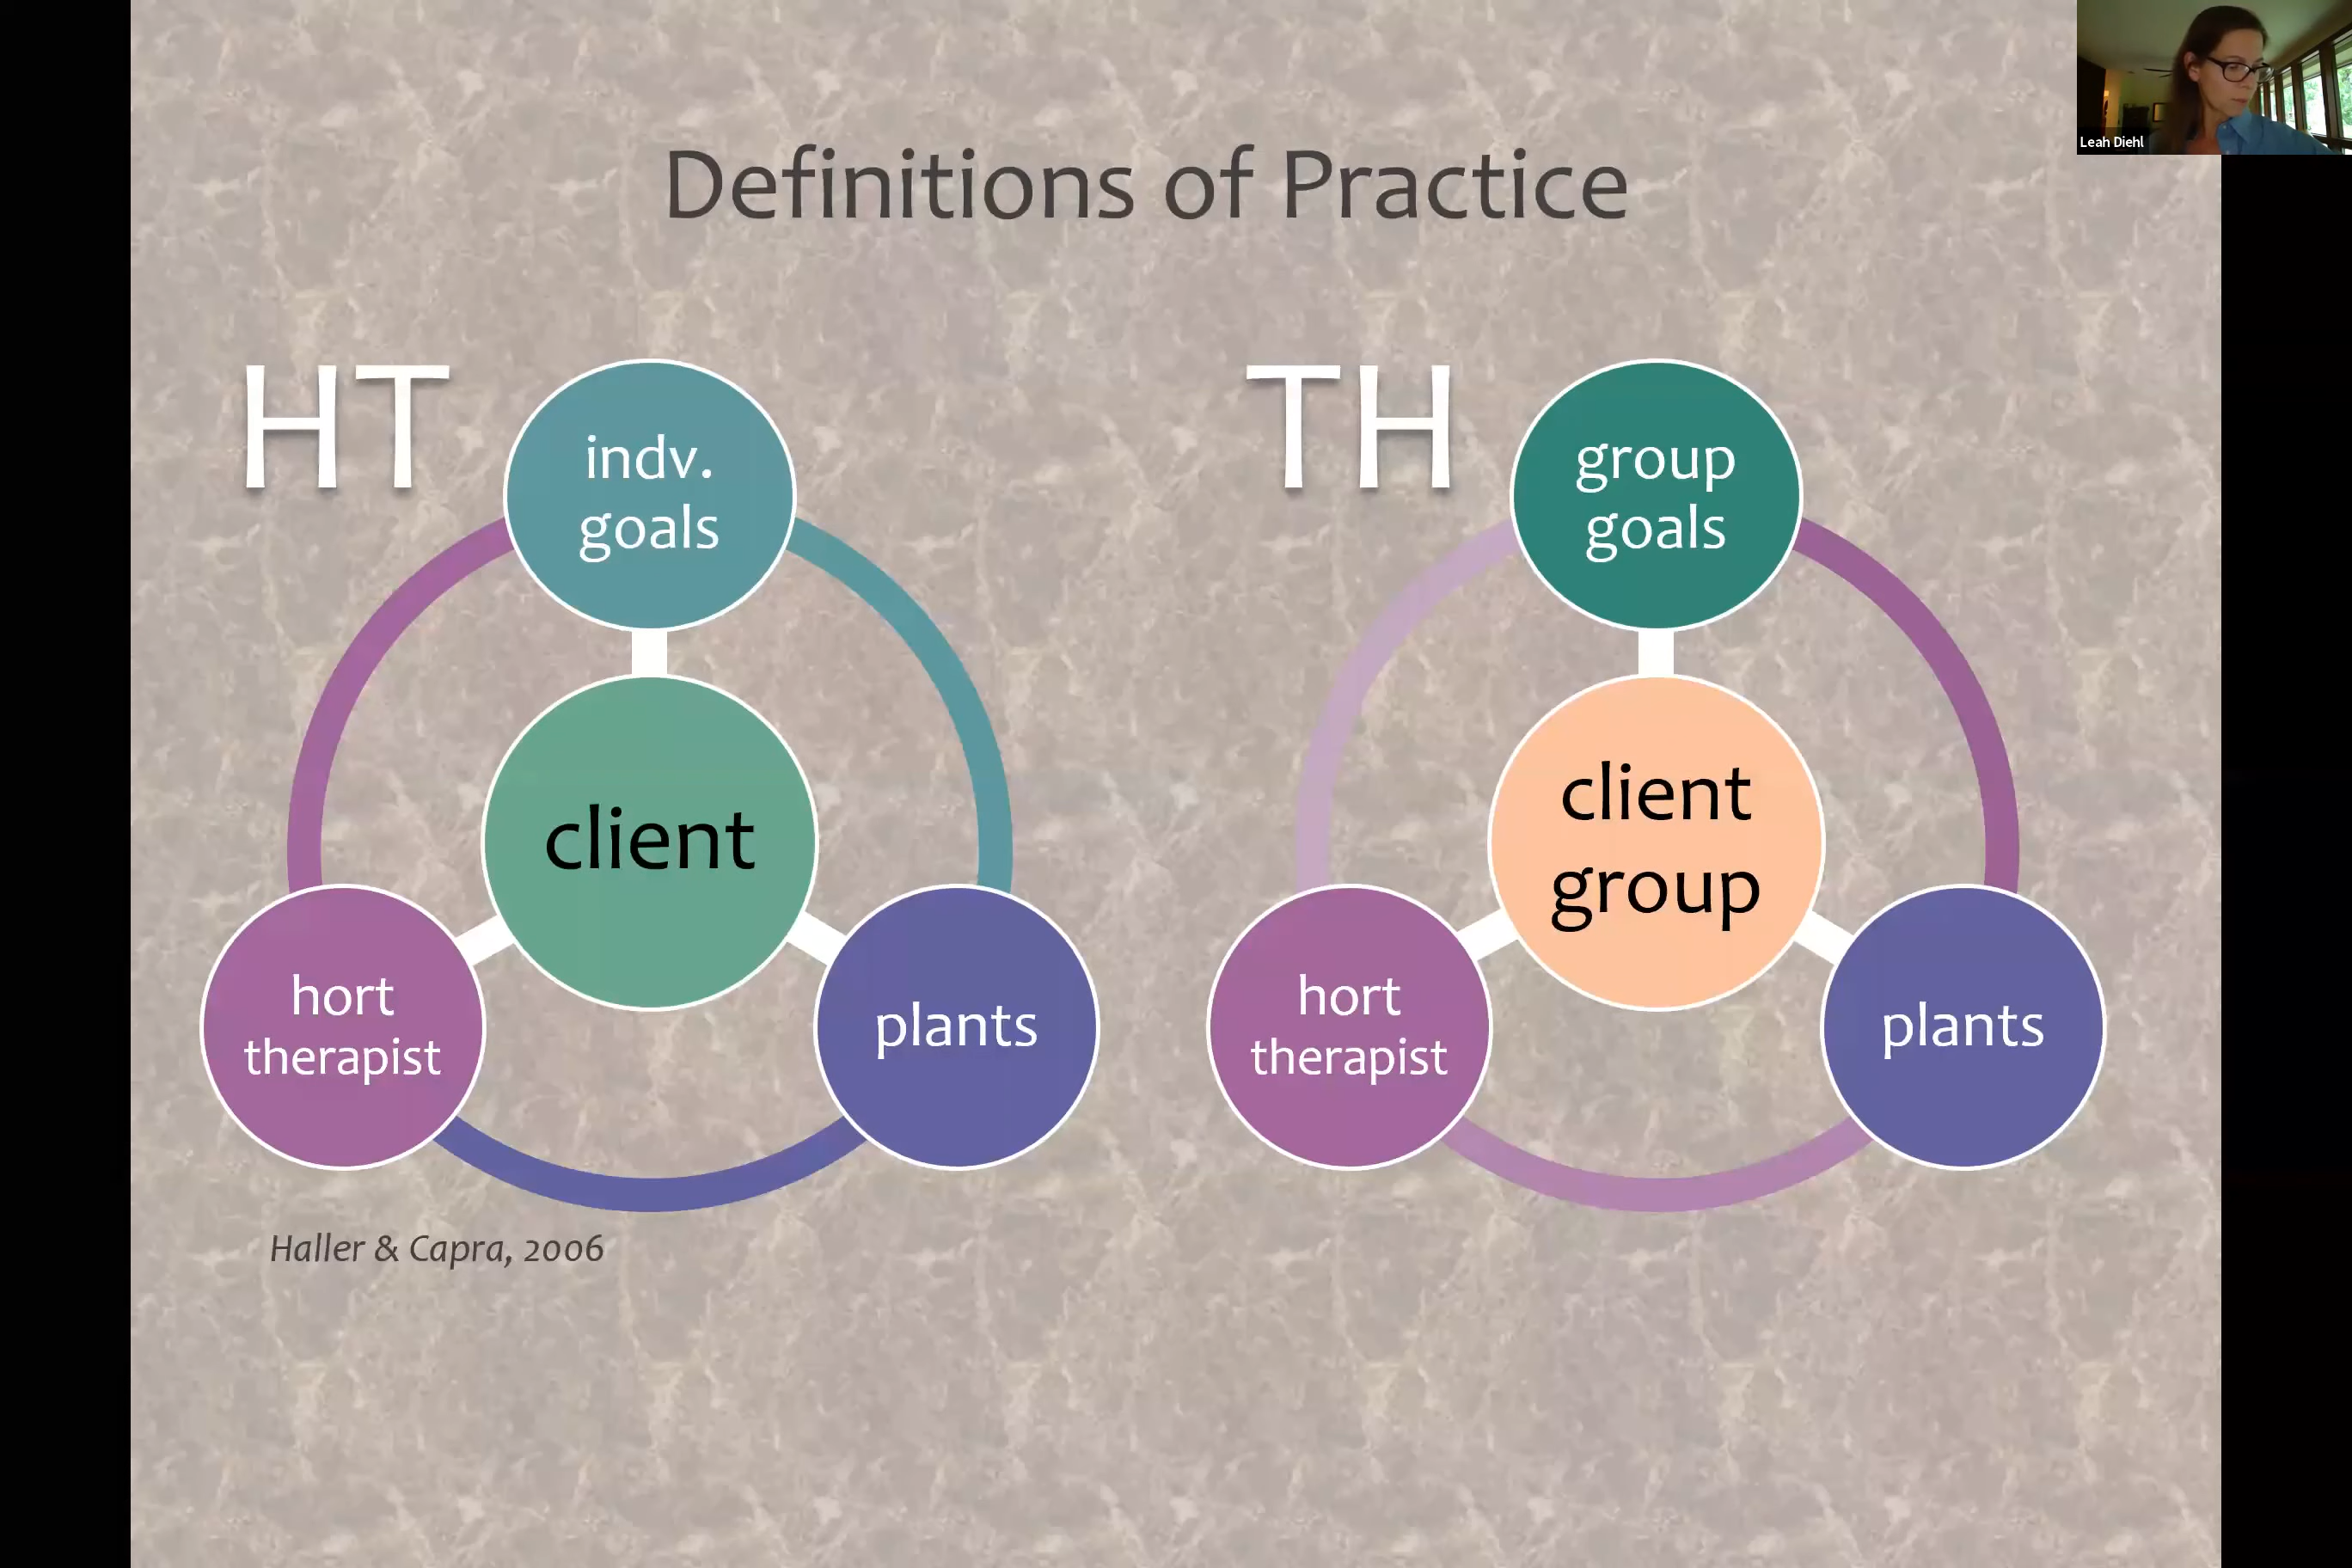 Leah Diehl
Definitions of Practice
HT
indv.
goals
client
hort
therapist
plants
Haller & Capra, 2006
TH
group
goals
client
group
hort
therapist
plants